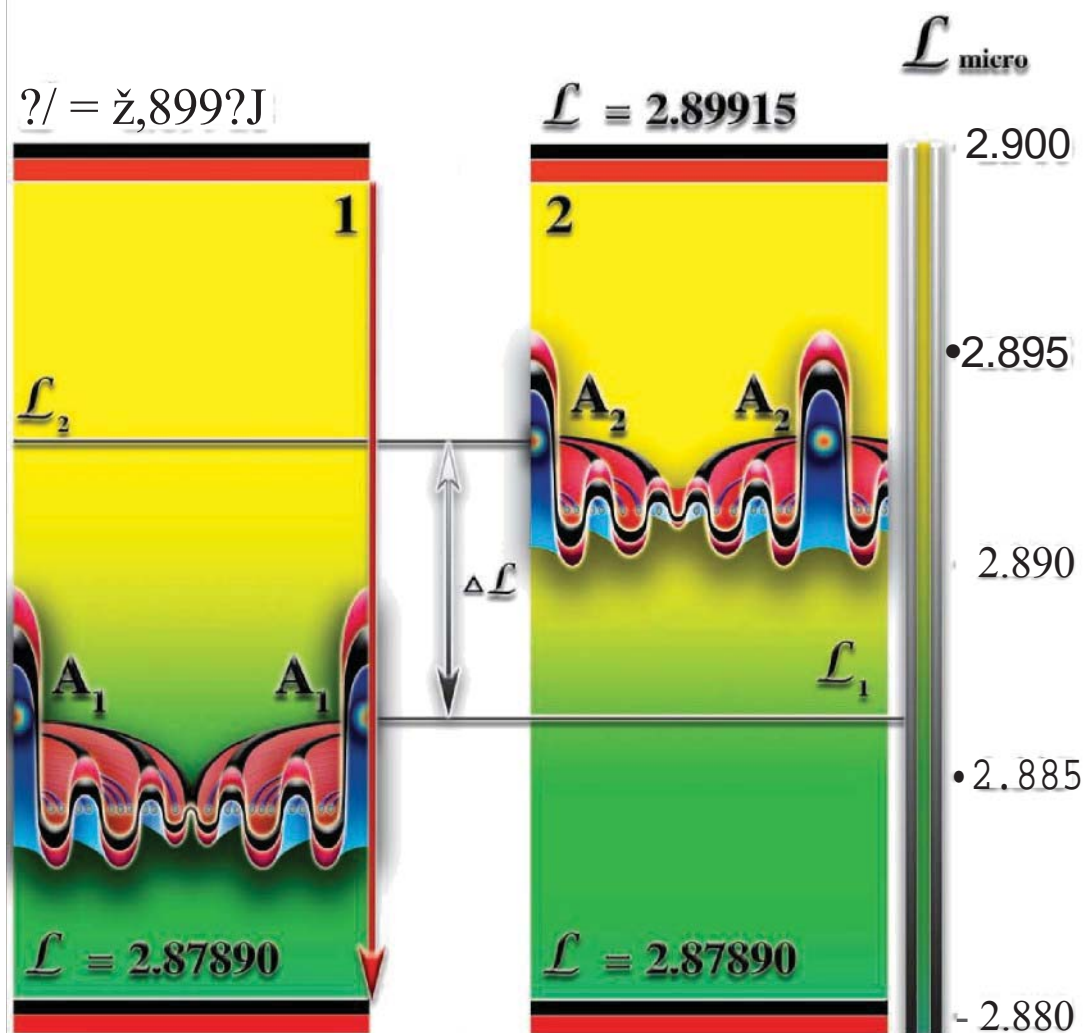 ℒ micro
?/ = ž,899?J
ℒ = 2.89915
2.900
1
2
•2.895
ℒ₂
A₂
A₂
2.890
Δℒ
ℒ₁
A₁
A₁
•2.885
ℒ = 2.87890
ℒ = 2.87890
- 2.880